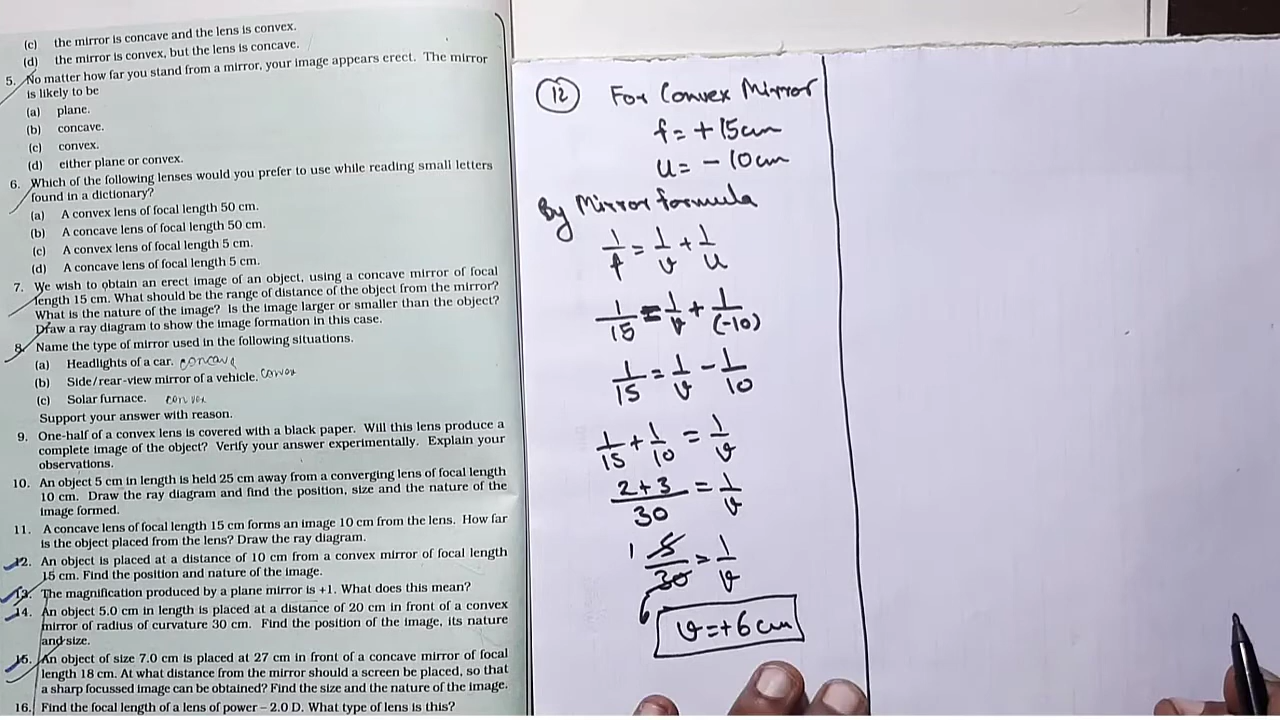 (c) the mirror is concave and the lens is convex.
(d) the mirror is convex, but the lens is concave.
5. No matter how far you stand from a mirror, your image appears erect. The mirror
is likely to be
(a) plane.
(b) concave.
(c) convex.
(d) either plane or convex.
6. Which of the following lenses would you prefer to use while reading small letters
found in a dictionary?
(a) A convex lens of focal length 50 cm.
(b) A concave lens of focal length 50 cm.
(c) A convex lens of focal length 5 cm.
(d) A concave lens of focal length 5 cm.
7. We wish to obtain an erect image of an object, using a concave mirror of focal
length 15 cm. What should be the range of distance of the object from the mirror?
What is the nature of the image? Is the image larger or smaller than the object?
Draw a ray diagram to show the image formation in this case.
8. Name the type of mirror used in the following situations.
(a) Headlights of a car. concave
(b) Side/rear-view mirror of a vehicle. convex
(c) Solar furnace. convex
Support your answer with reason.
9. One-half of a convex lens is covered with a black paper. Will this lens produce a
complete image of the object? Verify your answer experimentally. Explain your
observations.
10. An object 5 cm in length is held 25 cm away from a converging lens of focal length
10 cm. Draw the ray diagram and find the position, size and the nature of the
image formed.
11. A concave lens of focal length 15 cm forms an image 10 cm from the lens. How far
is the object placed from the lens? Draw the ray diagram.
12. An object is placed at a distance of 10 cm from a convex mirror of focal length
15 cm. Find the position and nature of the image.
13. The magnification produced by a plane mirror is +1. What does this mean?
14. An object 5.0 cm in length is placed at a distance of 20 cm in front of a convex
mirror of radius of curvature 30 cm. Find the position of the image, its nature
and size.
15. An object of size 7.0 cm is placed at 27 cm in front of a concave mirror of focal
length 18 cm. At what distance from the mirror should a screen be placed, so that
a sharp focussed image can be obtained? Find the size and the nature of the image.
16. Find the focal length of a lens of power – 2.0 D. What type of lens is this?
12 For Convex Mirror
f = +15cm
u = -10cm
By Mirror formula
1/f = 1/v + 1/u
1/15 = 1/v + 1/(-10)
1/15 = 1/v - 1/10
1/15 + 1/10 = 1/v
2+3/30 = 1/v
1 5/30 6 = 1/v
v=+6cm